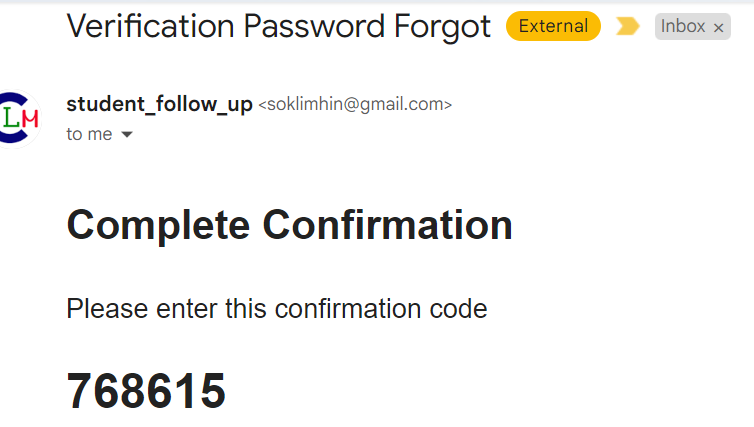 Verification Password Forgot External Inbox ×
student_follow_up <soklimhin@gmail.com>
CLM
to me
Complete Confirmation
Please enter this confirmation code
768615